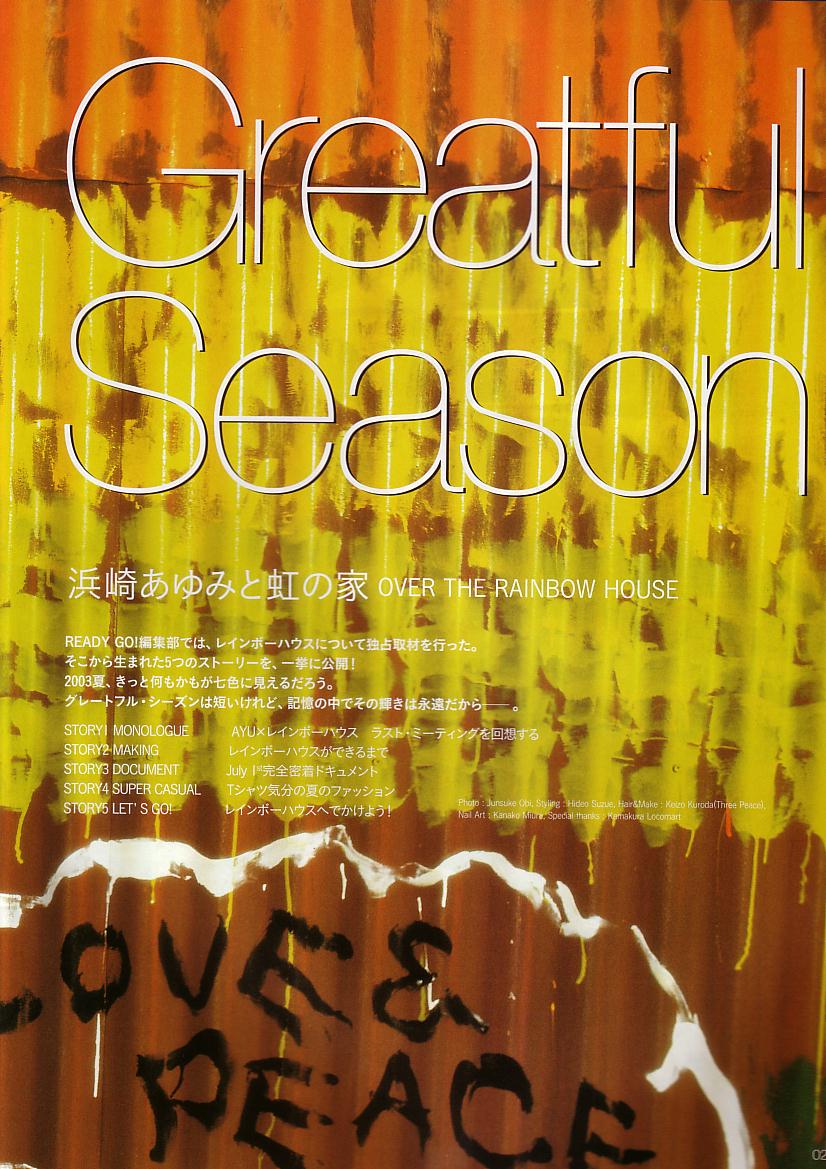 Greatful
Season
浜崎あゆみと虹の家 OVER THE RAINBOW HOUSE
READY GO!編集部では、レインボーハウスについて独占取材を行った。
そこから生まれた5つのストーリーを、一挙に公開!
2003夏、きっと何もかもが七色に見えるだろう。
グレートフル・シーズンは短いけれど、記憶の中でその輝きは永遠だから――。
STORY1 MONOLOGUE AYU×レインボーハウス ラスト・ミーティングを回想する
STORY2 MAKING レインボーハウスができるまで
STORY3 DOCUMENT July 1st完全密着ドキュメント
STORY4 SUPER CASUAL Tシャツ気分の夏のファッション
STORY5 LET'S GO! レインボーハウスへでかけよう!
Photo : Junsuke Obi, Styling : Hideo Suzue, Hair&Make : Keizo Kuroda(Three Peace),
Nail Art : Kanako Miura, Special thanks : Kamakura Locomart
LOVE &
PEACE
02